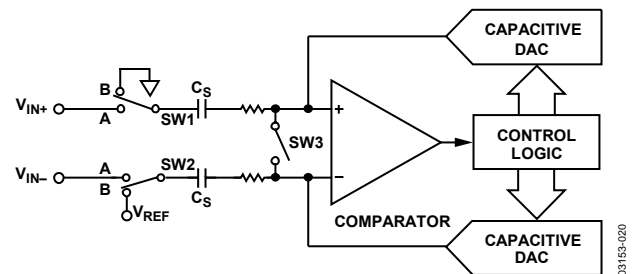 CAPACITIVE
DAC
B
CS
VIN+
A
SW1
+
SW3
CONTROL
LOGIC
VIN–
A
SW2
B
CS
–
VREF
COMPARATOR
CAPACITIVE
DAC
03153-020